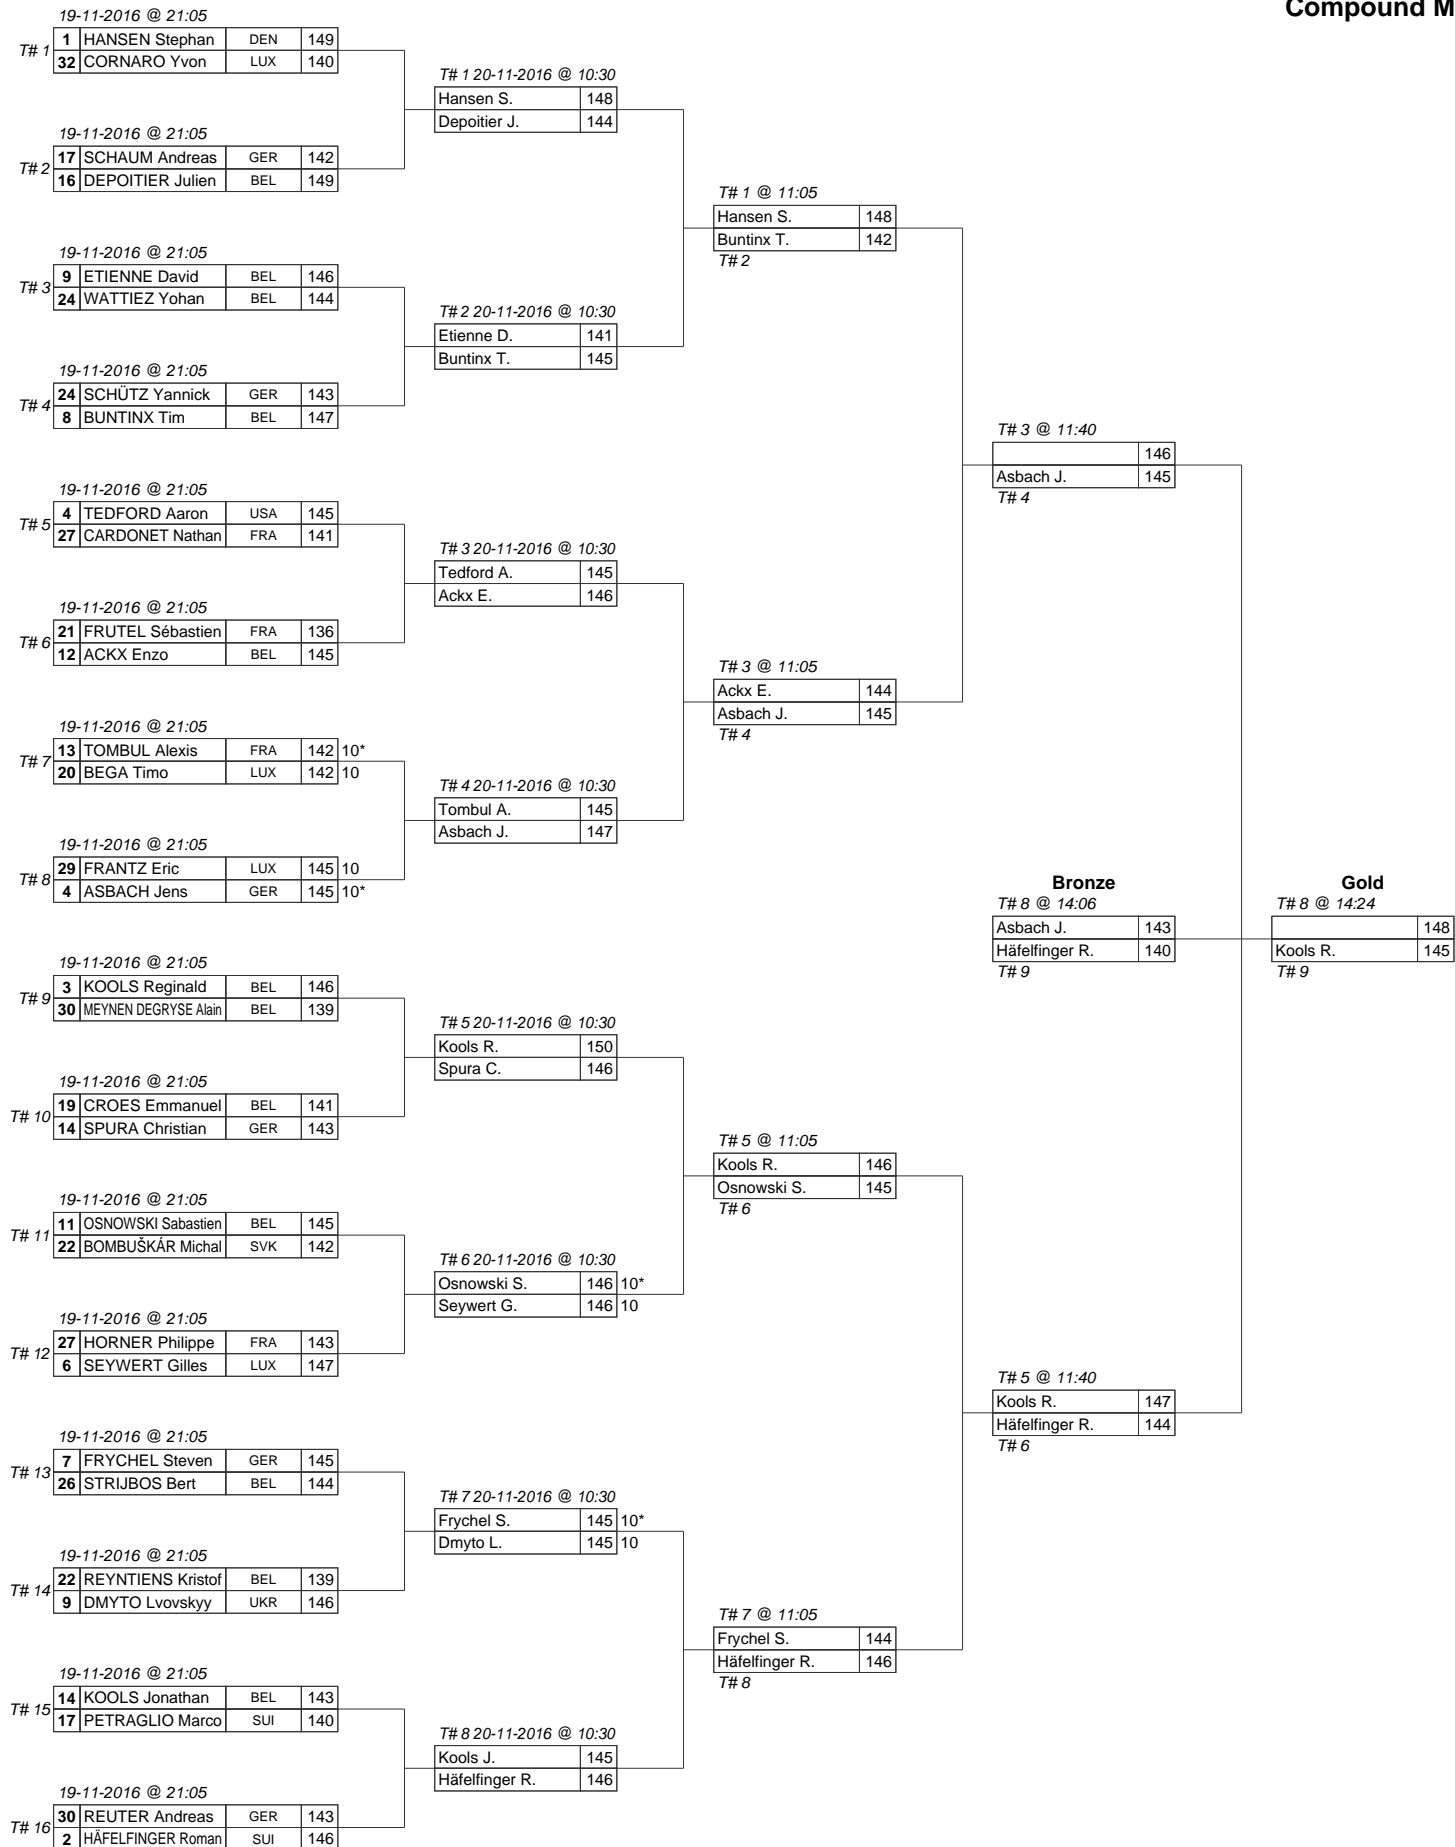 Compound M
19-11-2016 @ 21:05
T# 1
1 HANSEN Stephan DEN 149
32 CORNARO Yvon LUX 140
19-11-2016 @ 21:05
T# 2
17 SCHAUM Andreas GER 142
16 DEPOITIER Julien BEL 149
19-11-2016 @ 21:05
T# 3
9 ETIENNE David BEL 146
24 WATTIEZ Yohan BEL 144
19-11-2016 @ 21:05
T# 4
24 SCHÜTZ Yannick GER 143
8 BUNTINX Tim BEL 147
19-11-2016 @ 21:05
T# 5
4 TEDFORD Aaron USA 145
27 CARDONET Nathan FRA 141
19-11-2016 @ 21:05
T# 6
21 FRUTEL Sébastien FRA 136
12 ACKX Enzo BEL 145
19-11-2016 @ 21:05
T# 7
13 TOMBUL Alexis FRA 142 10*
20 BEGA Timo LUX 142 10
19-11-2016 @ 21:05
T# 8
29 FRANTZ Eric LUX 145 10
4 ASBACH Jens GER 145 10*
19-11-2016 @ 21:05
T# 9
3 KOOLS Reginald BEL 146
30 MEYNEN DEGRYSE Alain BEL 139
19-11-2016 @ 21:05
T# 10
19 CROES Emmanuel BEL 141
14 SPURA Christian GER 143
19-11-2016 @ 21:05
T# 11
11 OSNOWSKI Sabastien BEL 145
22 BOMBUŠKÁR Michal SVK 142
19-11-2016 @ 21:05
T# 12
27 HORNER Philippe FRA 143
6 SEYWERT Gilles LUX 147
19-11-2016 @ 21:05
T# 13
7 FRYCHEL Steven GER 145
26 STRIJBOS Bert BEL 144
19-11-2016 @ 21:05
T# 14
22 REYNTIENS Kristof BEL 139
9 DMYTO Lvovskyy UKR 146
19-11-2016 @ 21:05
T# 15
14 KOOLS Jonathan BEL 143
17 PETRAGLIO Marco SUI 140
19-11-2016 @ 21:05
T# 16
30 REUTER Andreas GER 143
2 HÄFELFINGER Roman SUI 146
T# 1 20-11-2016 @ 10:30
Hansen S. 148
Depoitier J. 144
T# 2 20-11-2016 @ 10:30
Etienne D. 141
Buntinx T. 145
T# 3 20-11-2016 @ 10:30
Tedford A. 145
Ackx E. 146
T# 4 20-11-2016 @ 10:30
Tombul A. 145
Asbach J. 147
T# 5 20-11-2016 @ 10:30
Kools R. 150
Spura C. 146
T# 6 20-11-2016 @ 10:30
Osnowski S. 146 10*
Seywert G. 146 10
T# 7 20-11-2016 @ 10:30
Frychel S. 145 10*
Dmyto L. 145 10
T# 8 20-11-2016 @ 10:30
Kools J. 145
Häfelfinger R. 146
T# 1 @ 11:05
Hansen S. 148
Buntinx T. 142
T# 2
T# 3 @ 11:05
Ackx E. 144
Asbach J. 145
T# 4
T# 5 @ 11:05
Kools R. 146
Osnowski S. 145
T# 6
T# 7 @ 11:05
Frychel S. 144
Häfelfinger R. 146
T# 8
T# 3 @ 11:40
146
Asbach J. 145
T# 4
T# 5 @ 11:40
Kools R. 147
Häfelfinger R. 144
T# 6
Bronze
T# 8 @ 14:06
Asbach J. 143
Häfelfinger R. 140
T# 9
Gold
T# 8 @ 14:24
148
Kools R. 145
T# 9